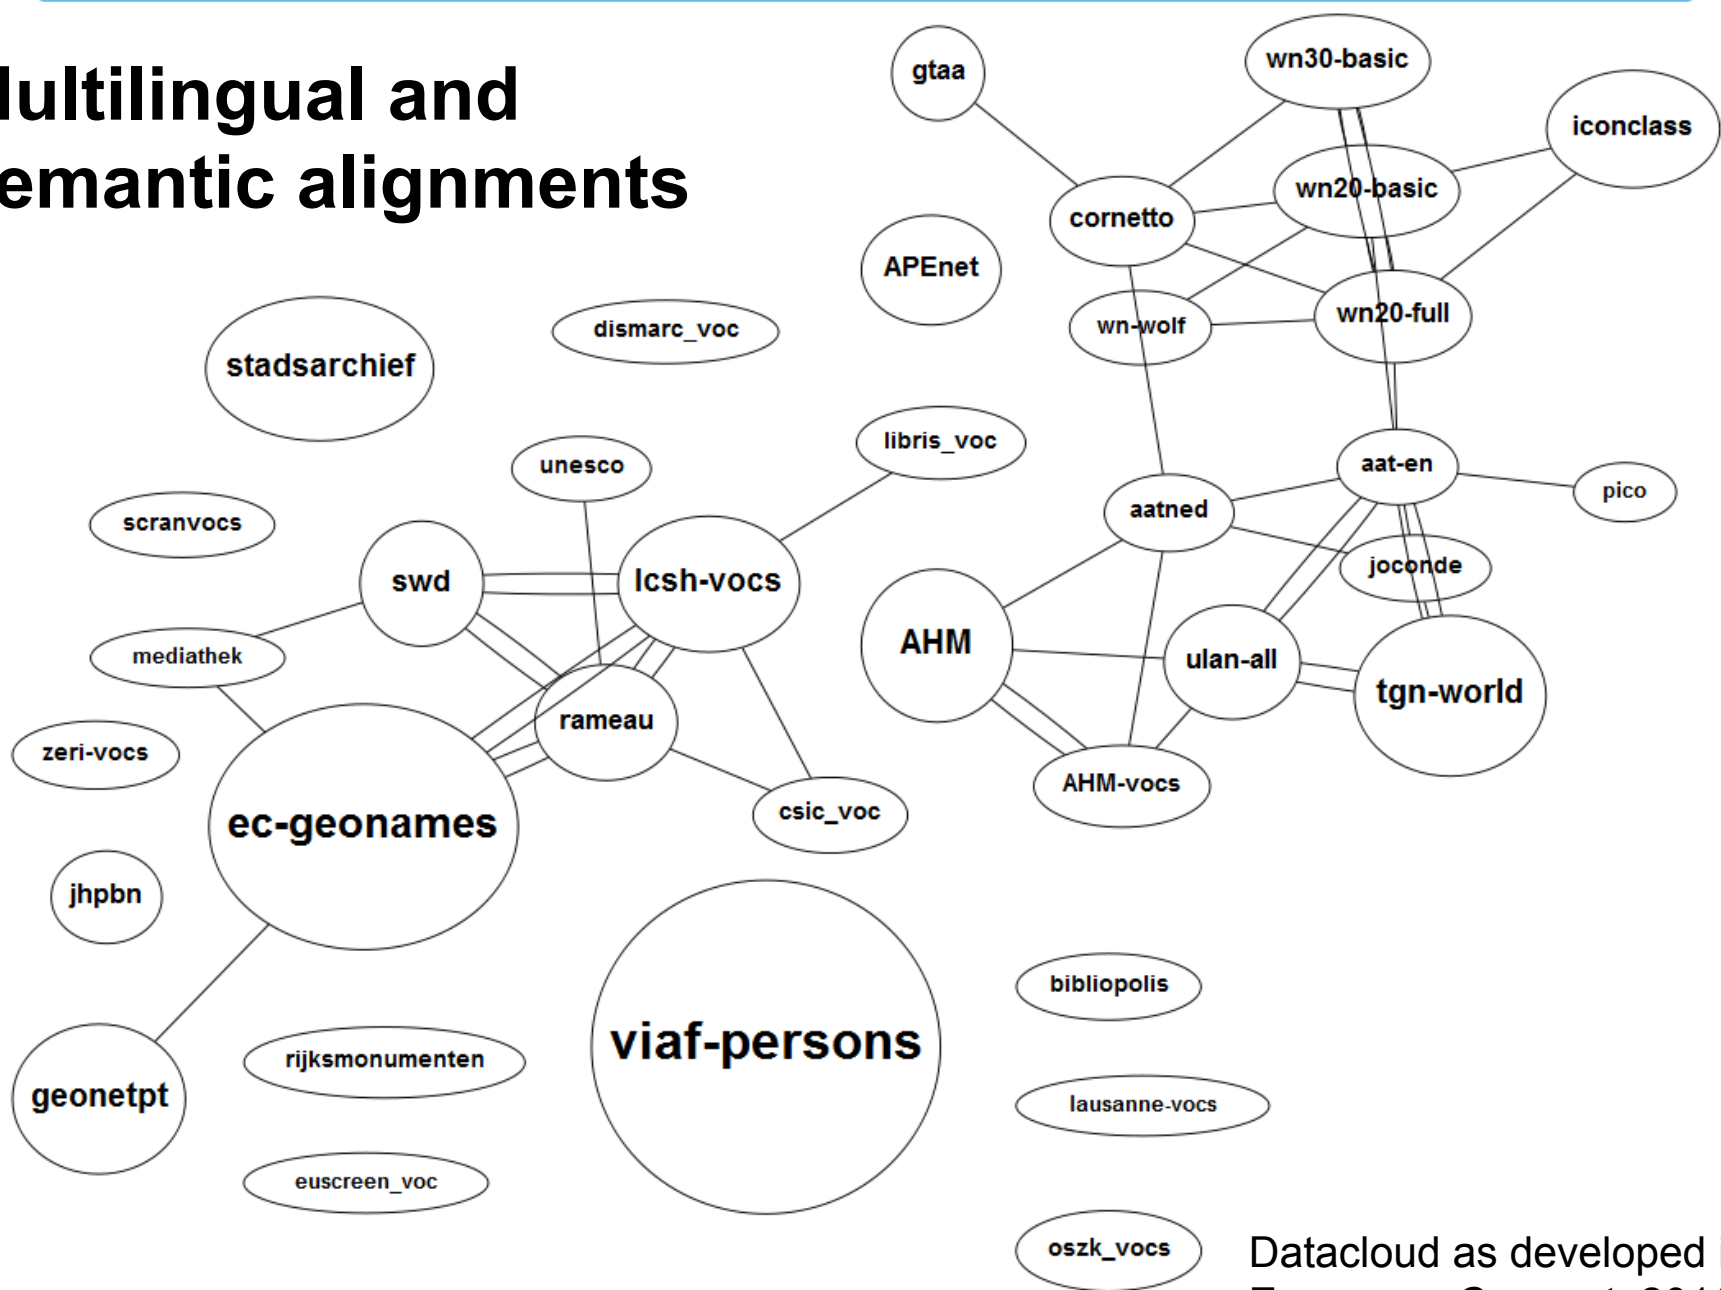 ultilingual and
emantic alignments
gtaa
wn30-basic
iconclass
wn20-basic
cornetto
APEnet
wn-wolf
wn20-full
dismarc_voc
stadsarchief
libris_voc
unesco
aat-en
pico
scranvocs
aatned
swd
lcsh-vocs
joconde
mediathek
AHM
ulan-all
tgn-world
rameau
zeri-vocs
ec-geonames
csic_voc
AHM-vocs
jhpbn
bibliopolis
viaf-persons
rijksmonumenten
geonetpt
lausanne-vocs
euscreen_voc
oszk_vocs
Datacloud as developed